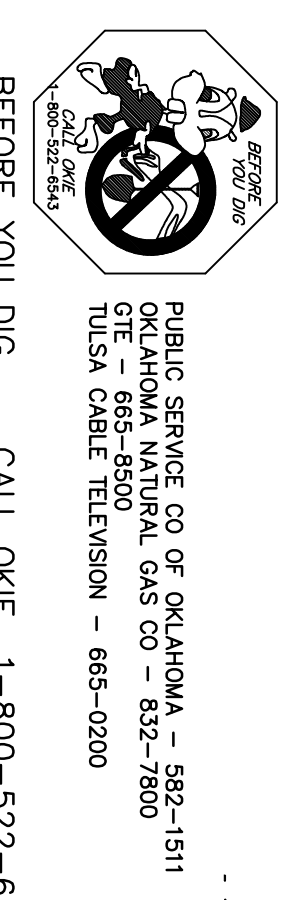 BEFORE
YOU DIG
CALL OKIE
1-800-522-6543
PUBLIC SERVICE CO OF OKLAHOMA - 582-1511
OKLAHOMA NATURAL GAS CO - 832-7800
GTE - 665-8500
TULSA CABLE TELEVISION - 665-0200
BEFORE YOU DIG CALL OKIE 1-800-522-6